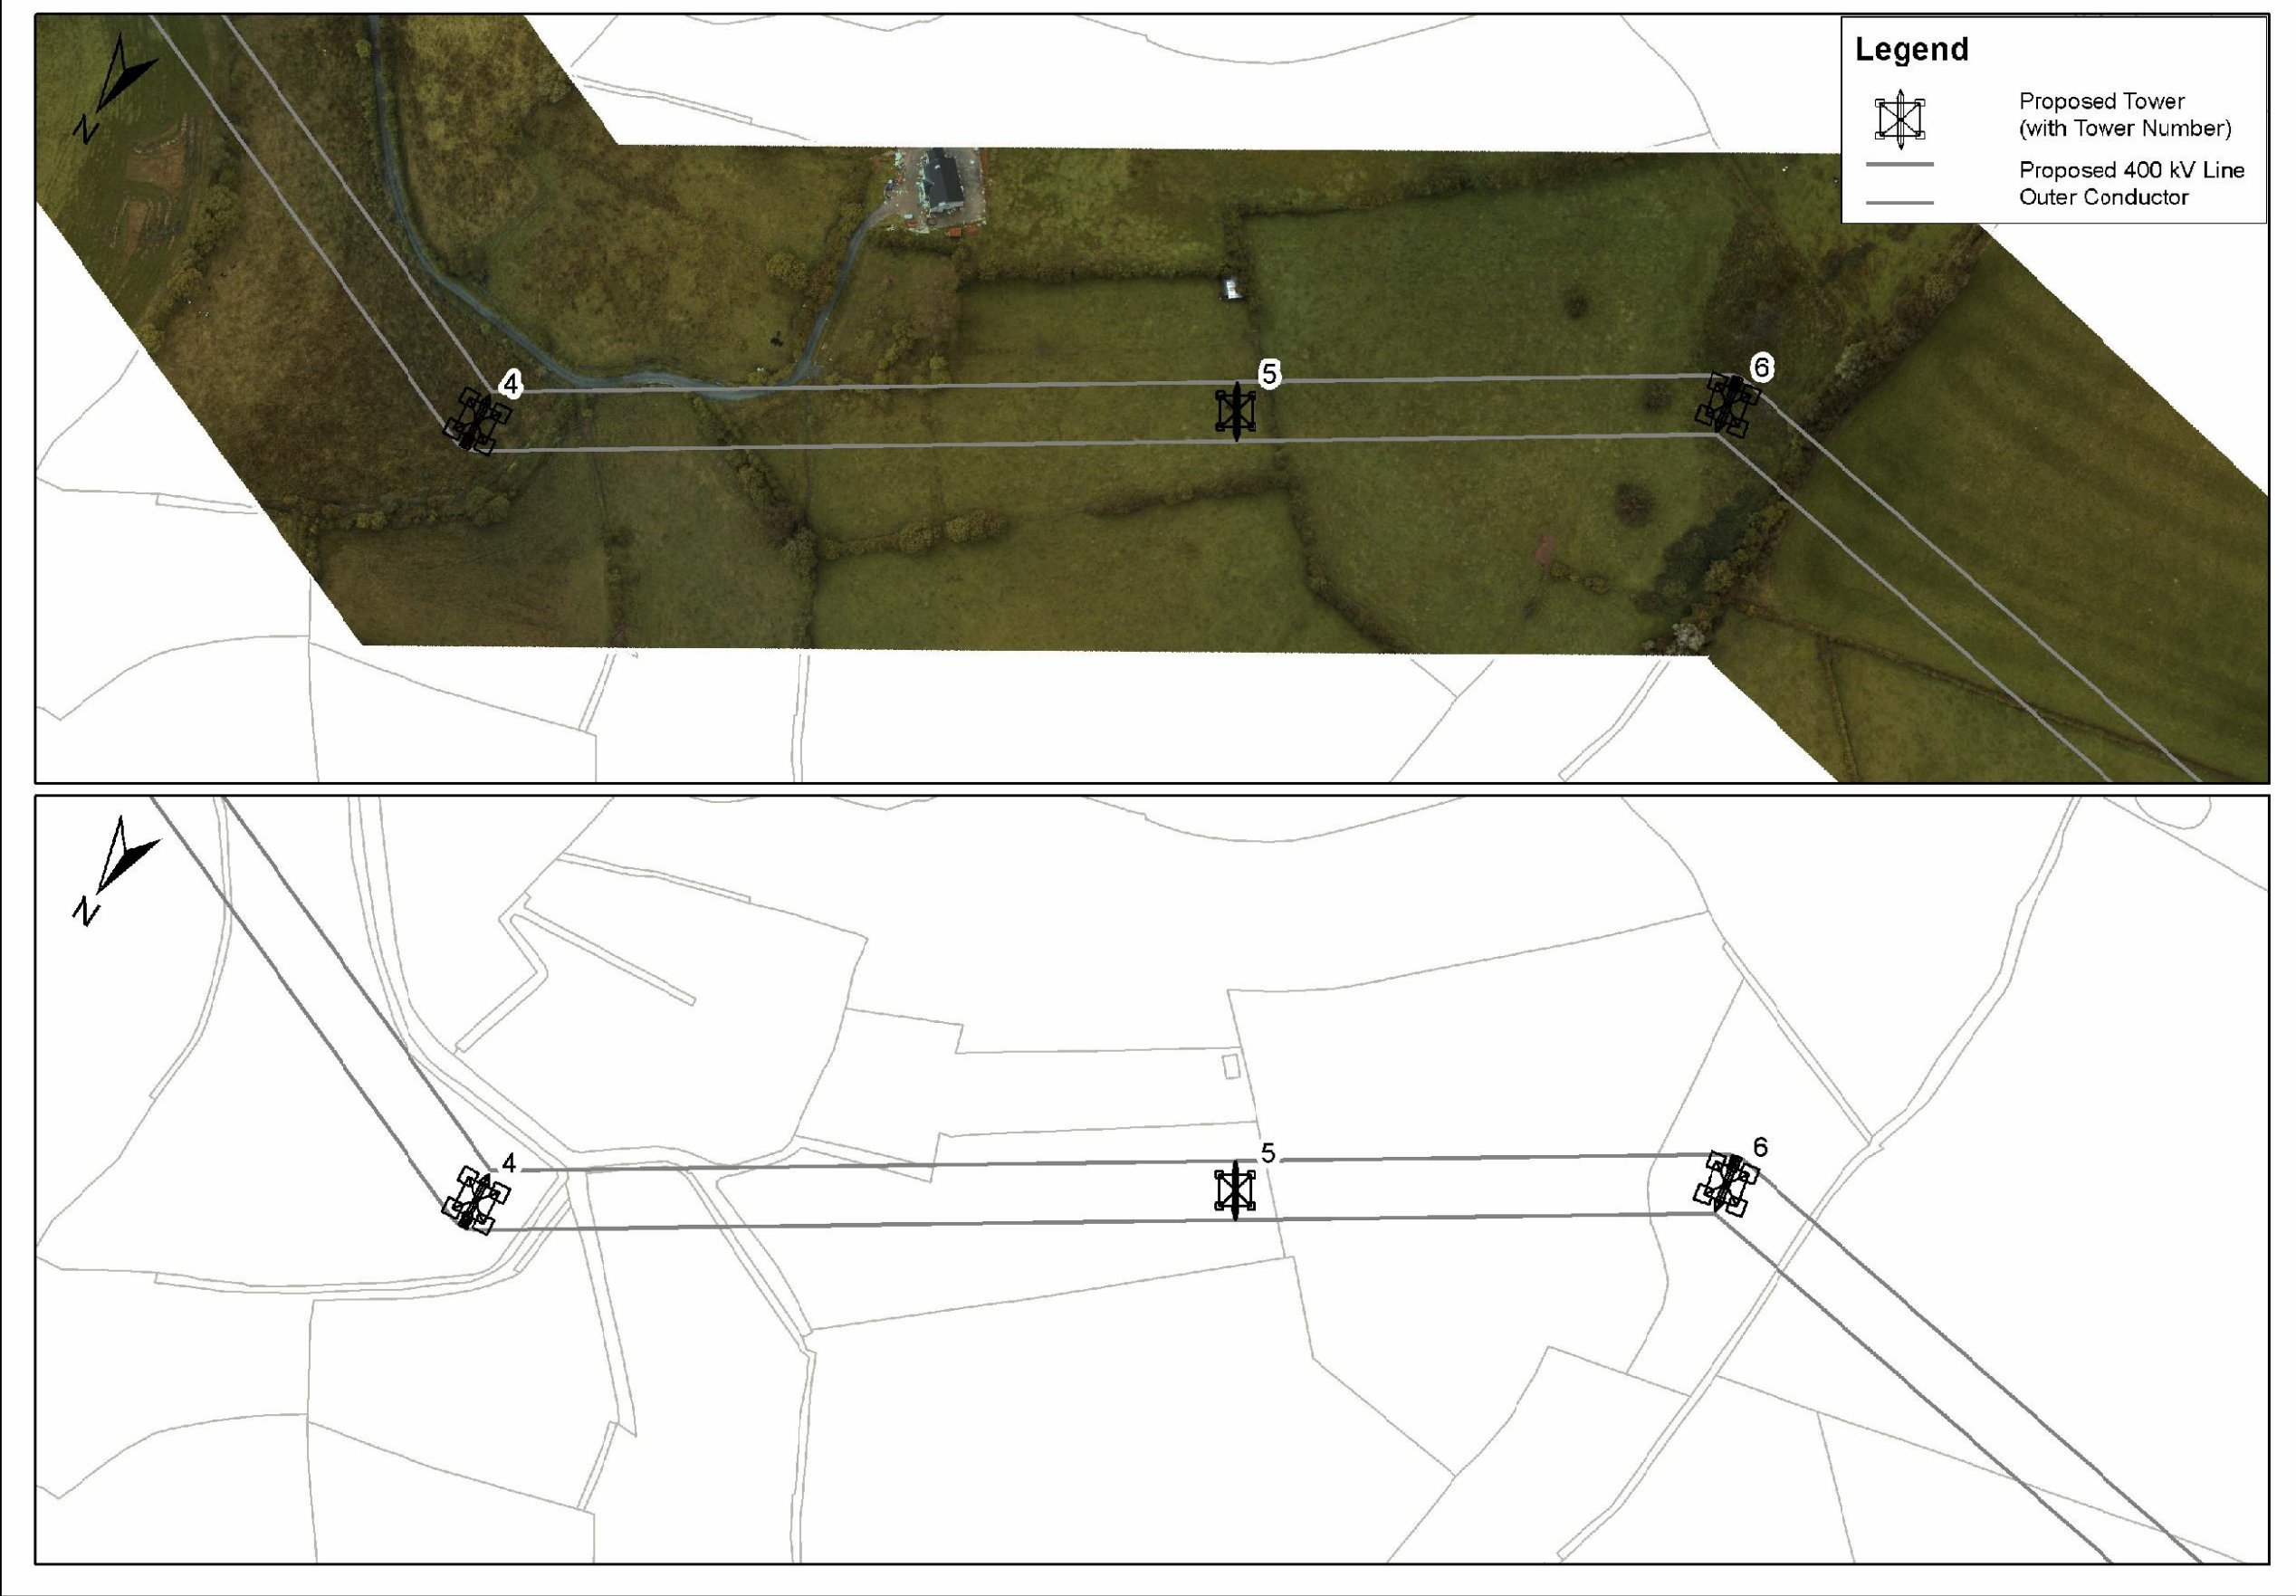 N
Legend
Proposed Tower
(with Tower Number)
Proposed 400 kV Line
Outer Conductor
4
5
6
N
4
5
6